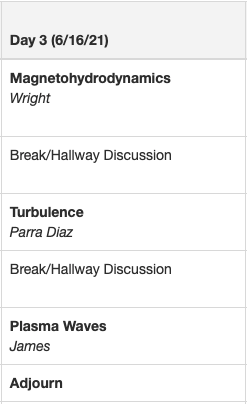 Day 3 (6/16/21)
Magnetohydrodynamics
Wright
Break/Hallway Discussion
Turbulence
Parra Diaz
Break/Hallway Discussion
Plasma Waves
James
Adjourn